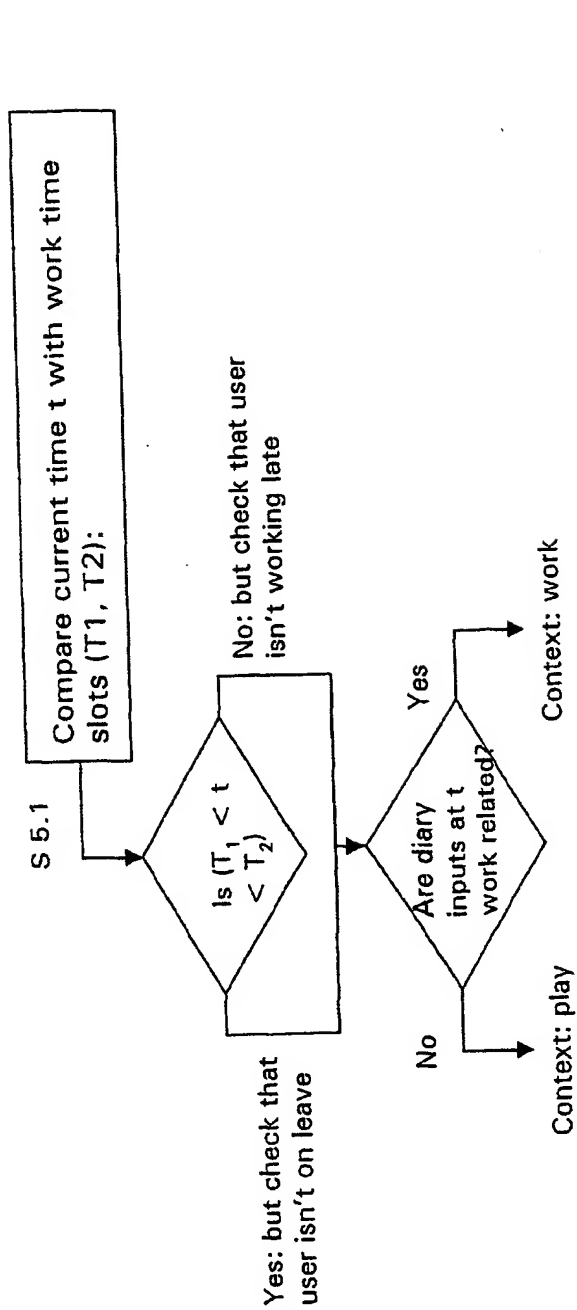 S 5.1
Compare current time t with work time
slots (T1, T2):
Is (T₁ < t
< T₂)
Yes: but check that
user isn't on leave
No: but check that user
isn't working late
Are diary
inputs at t
work related?
No
Yes
Context: play
Context: work